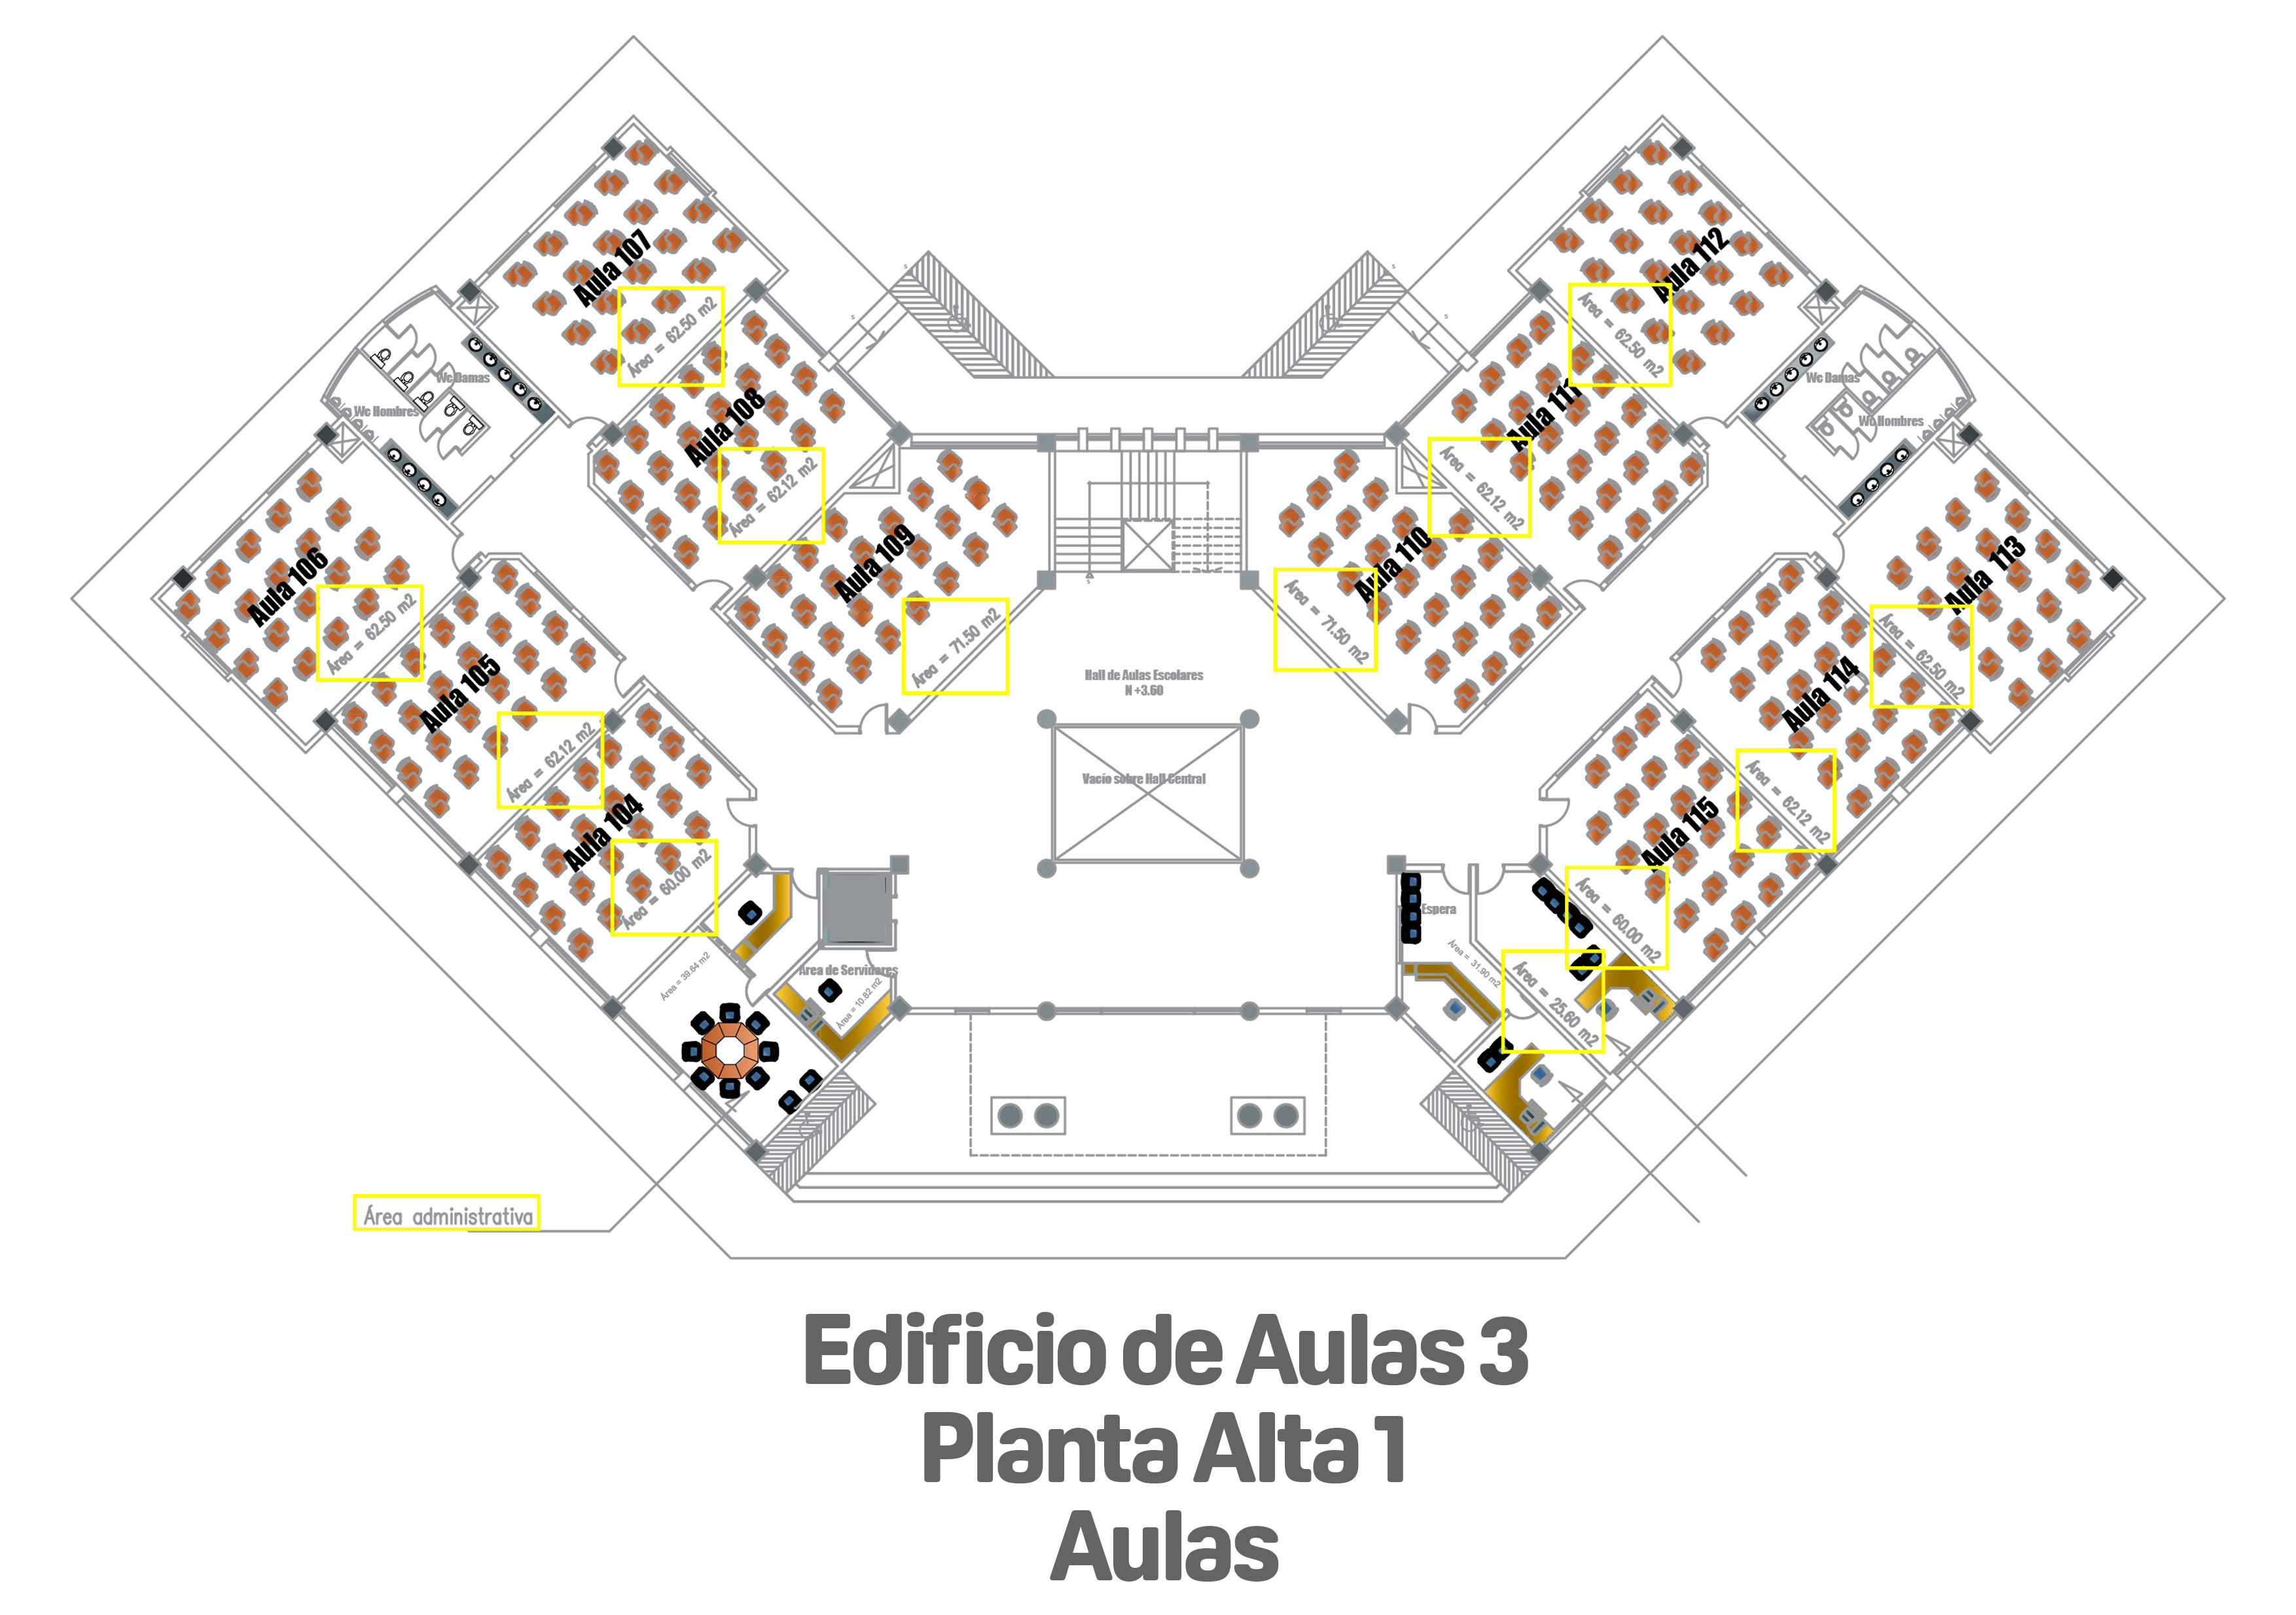 Aula 107
Área = 62.50 m2
Aula 112
Área = 62.50 m2
Wc Damas
Wc Hombres
Aula 108
Área = 62.12 m2
Aula 111
Área = 62.12 m2
Wc Damas
Wc Hombres
Aula 106
Área = 62.50 m2
Aula 109
Área = 71.50 m2
Aula 110
Área = 71.50 m2
Aula 113
Área = 62.50 m2
Aula 105
Área = 62.12 m2
Hall de Aulas Escolares
N +3.60
Aula 114
Área = 62.12 m2
Vacío sobre Hall Central
Aula 104
Área = 60.00 m2
Aula 115
Área = 60.00 m2
Espera
Área = 31.90 m2
Área = 25.60 m2
Área = 39.64 m2
Area de Servidores
Área = 10.82 m2
Área administrativa
Edificio de Aulas 3
Planta Alta 1
Aulas